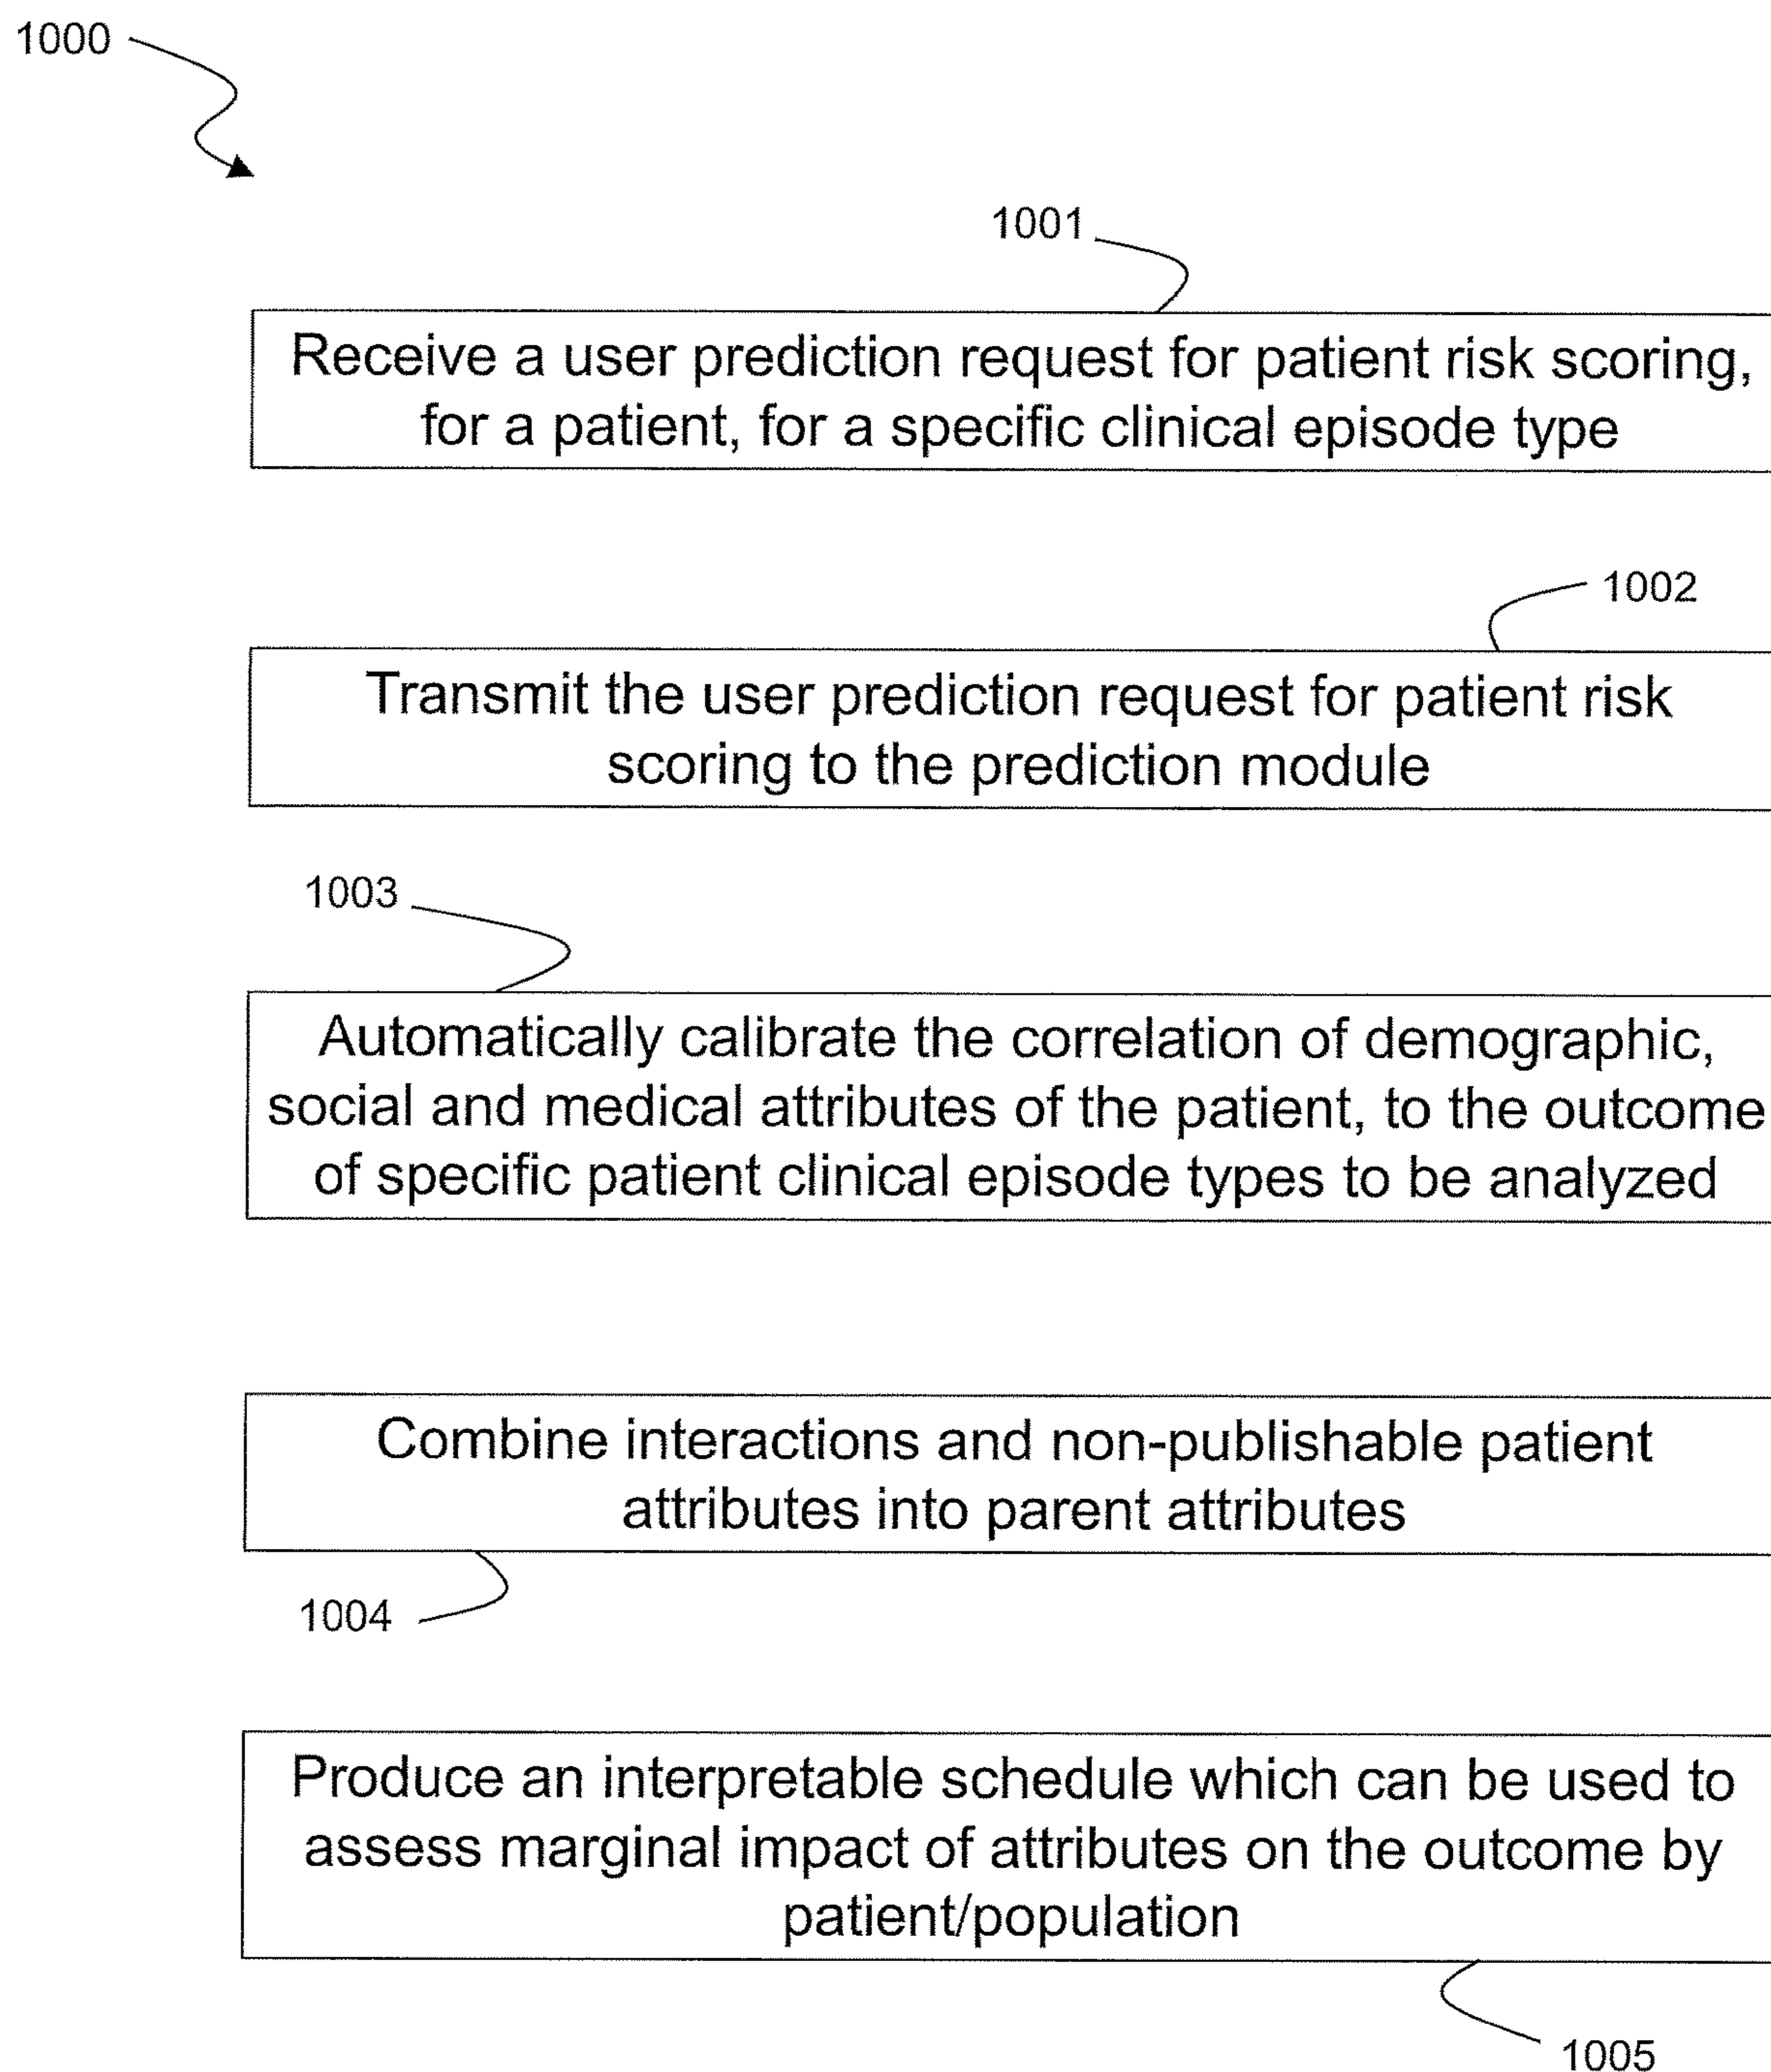 1000
1001
Receive a user prediction request for patient risk scoring,
for a patient, for a specific clinical episode type
1002
Transmit the user prediction request for patient risk
scoring to the prediction module
1003
Automatically calibrate the correlation of demographic,
social and medical attributes of the patient, to the outcome
of specific patient clinical episode types to be analyzed
Combine interactions and non-publishable patient
attributes into parent attributes
1004
Produce an interpretable schedule which can be used to
assess marginal impact of attributes on the outcome by
patient/population
1005